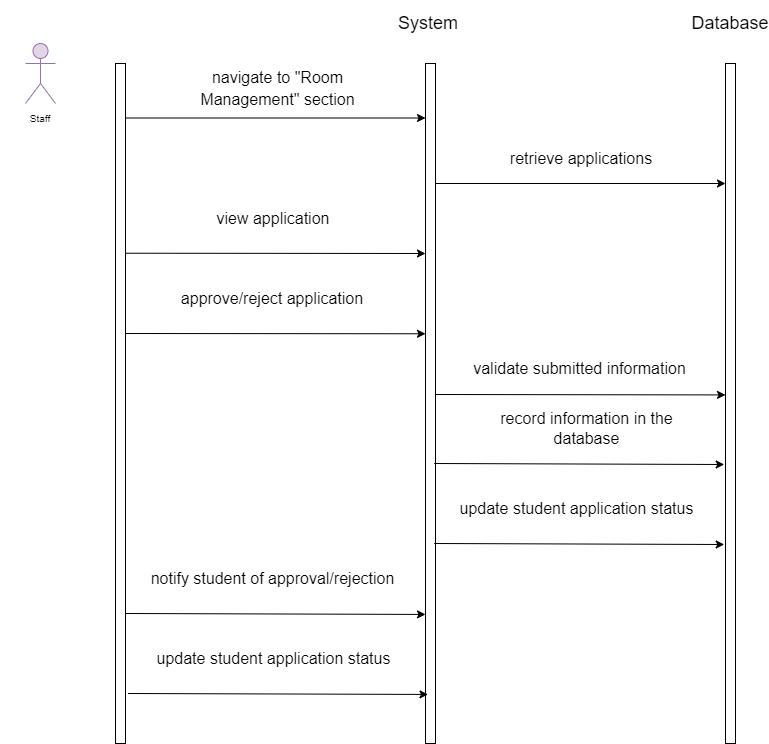 System
Database
Staff
navigate to "Room
Management" section
retrieve applications
view application
approve/reject application
validate submitted information
record information in the
database
update student application status
notify student of approval/rejection
update student application status